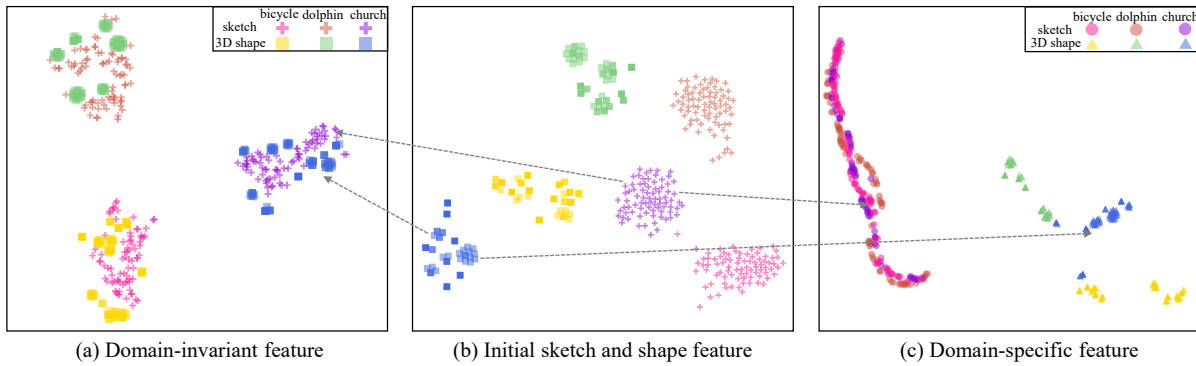 bicycle dolphin church
sketch
3D shape
bicycle dolphin church
sketch
3D shape
(a) Domain-invariant feature
(b) Initial sketch and shape feature
(c) Domain-specific feature